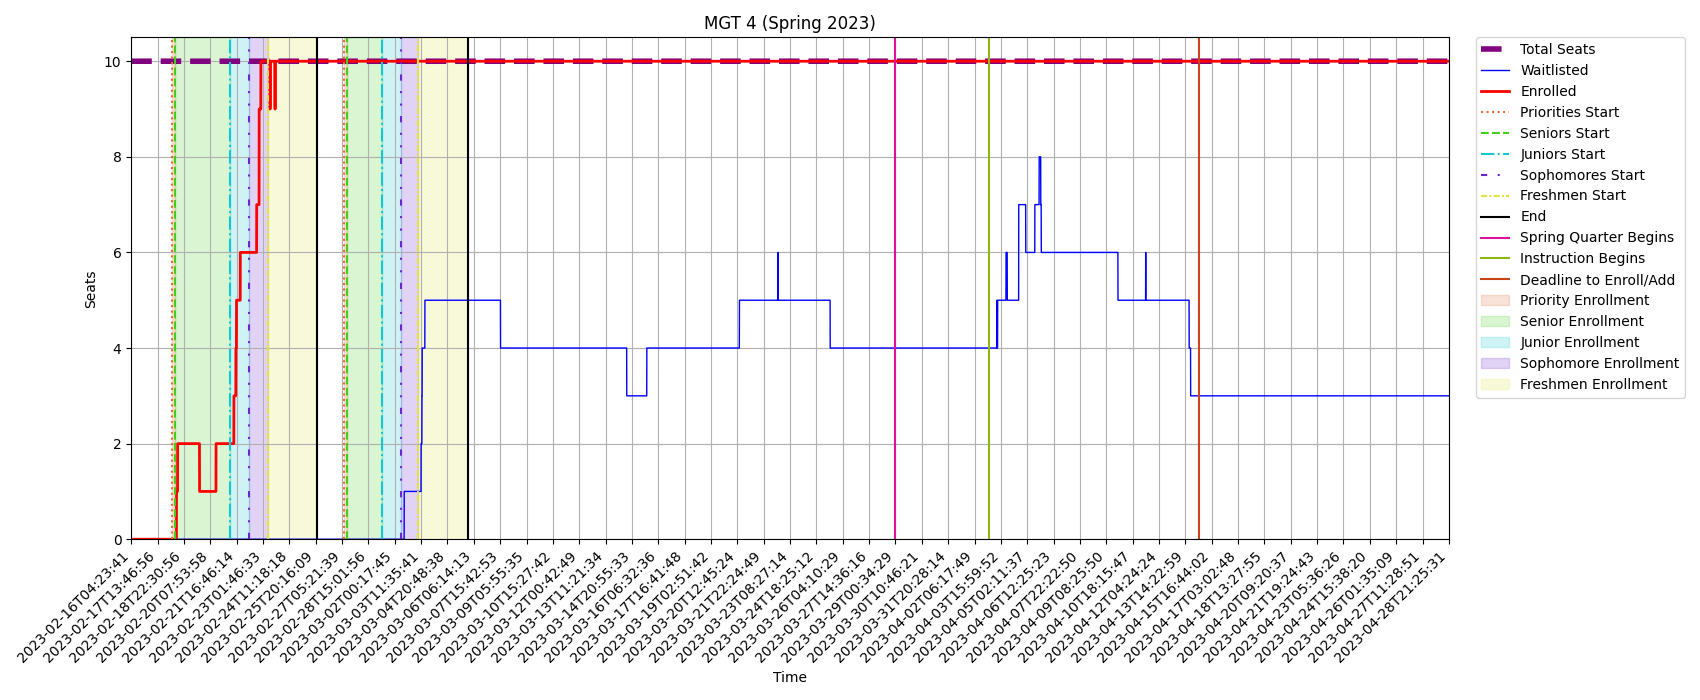 MGT 4 (Spring 2023)
10
8
6
4
2
0
Seats
2023-02-16T04:23:41
2023-02-17T13:46:56
2023-02-18T22:30:56
2023-02-20T07:53:58
2023-02-21T16:46:14
2023-02-23T01:46:33
2023-02-24T11:18:18
2023-02-25T20:16:09
2023-02-27T05:21:39
2023-02-28T15:01:56
2023-03-02T00:17:45
2023-03-03T11:35:41
2023-03-04T20:48:38
2023-03-06T06:14:13
2023-03-07T15:42:53
2023-03-09T05:55:35
2023-03-10T15:27:42
2023-03-12T00:42:49
2023-03-13T11:21:34
2023-03-14T20:55:33
2023-03-16T06:32:36
2023-03-17T16:41:48
2023-03-19T02:51:42
2023-03-20T12:45:24
2023-03-21T22:24:49
2023-03-23T08:27:14
2023-03-24T18:25:12
2023-03-26T04:10:29
2023-03-27T14:36:16
2023-03-29T00:34:29
2023-03-30T10:46:21
2023-03-31T20:28:14
2023-04-02T06:17:49
2023-04-03T15:59:52
2023-04-05T02:11:37
2023-04-06T12:25:23
2023-04-07T22:22:50
2023-04-09T08:25:50
2023-04-10T18:15:47
2023-04-12T04:24:24
2023-04-13T14:22:59
2023-04-15T16:44:02
2023-04-17T03:02:48
2023-04-18T13:27:55
2023-04-20T09:20:37
2023-04-21T19:24:43
2023-04-23T05:36:26
2023-04-24T15:38:20
2023-04-26T01:35:09
2023-04-27T11:28:51
2023-04-28T21:25:31
Time
Total Seats
Waitlisted
Enrolled
Priorities Start
Seniors Start
Juniors Start
Sophomores Start
Freshmen Start
End
Spring Quarter Begins
Instruction Begins
Deadline to Enroll/Add
Priority Enrollment
Senior Enrollment
Junior Enrollment
Sophomore Enrollment
Freshmen Enrollment